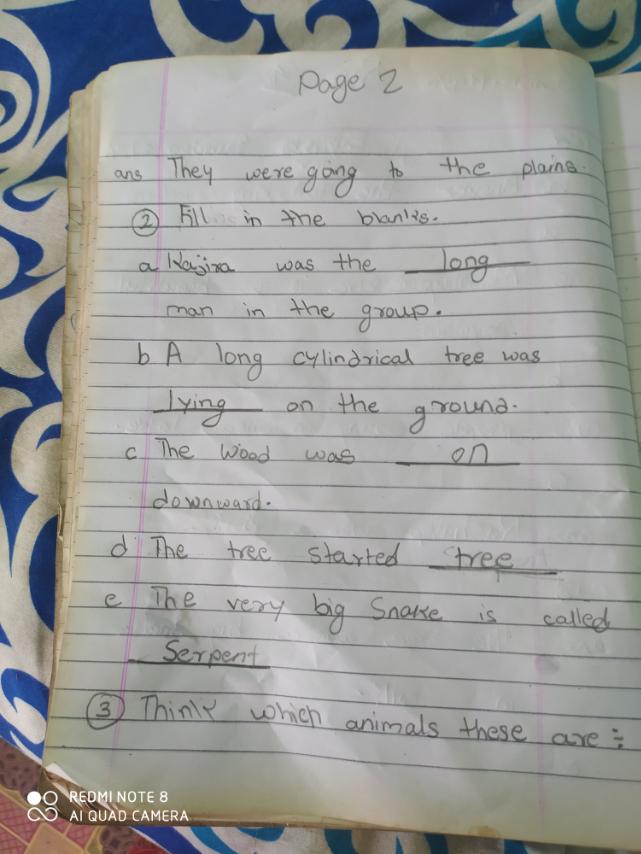 Page 2
ans They were going to the plains.
② Fill in the blanks.
a Kajira was the long
man in the group.
b A long cylindrical tree was
lying on the ground.
c The Wood was on
downward.
d The tree started tree
e The very big Snake is called
Serpent
③ Think which animals these are ÷
REDMI NOTE 8
AI QUAD CAMERA